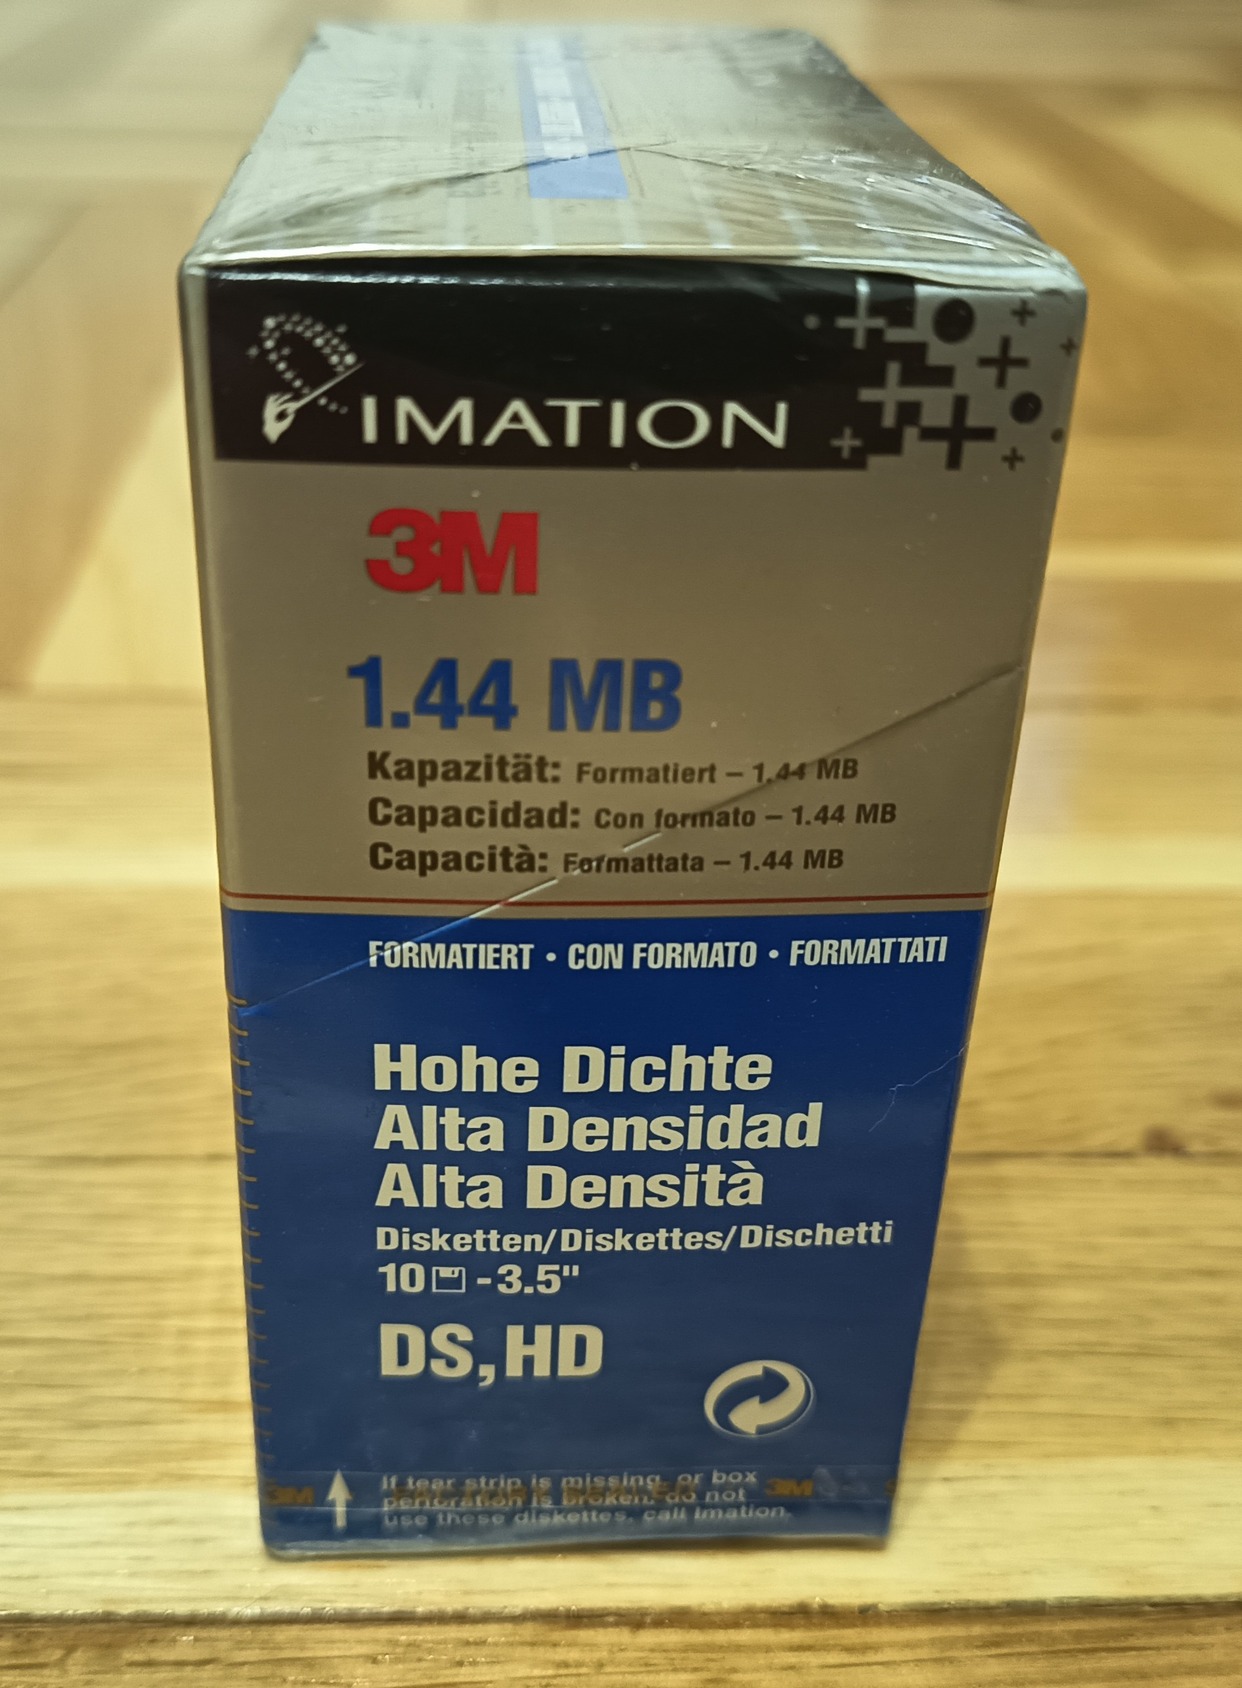 IMATION
3M
1.44 MB
Kapazität: Formatiert – 1.44 MB
Capacidad: Con formato – 1.44 MB
Capacità: Formattata – 1.44 MB
FORMATIERT • CON FORMATO • FORMATTATI
Hohe Dichte
Alta Densidad
Alta Densità
Disketten/Diskettes/Dischetti
10 - 3.5"
DS, HD
If tear strip is missing, or box
perforation is broken, do not
use these diskettes, call Imation.
3M 3M